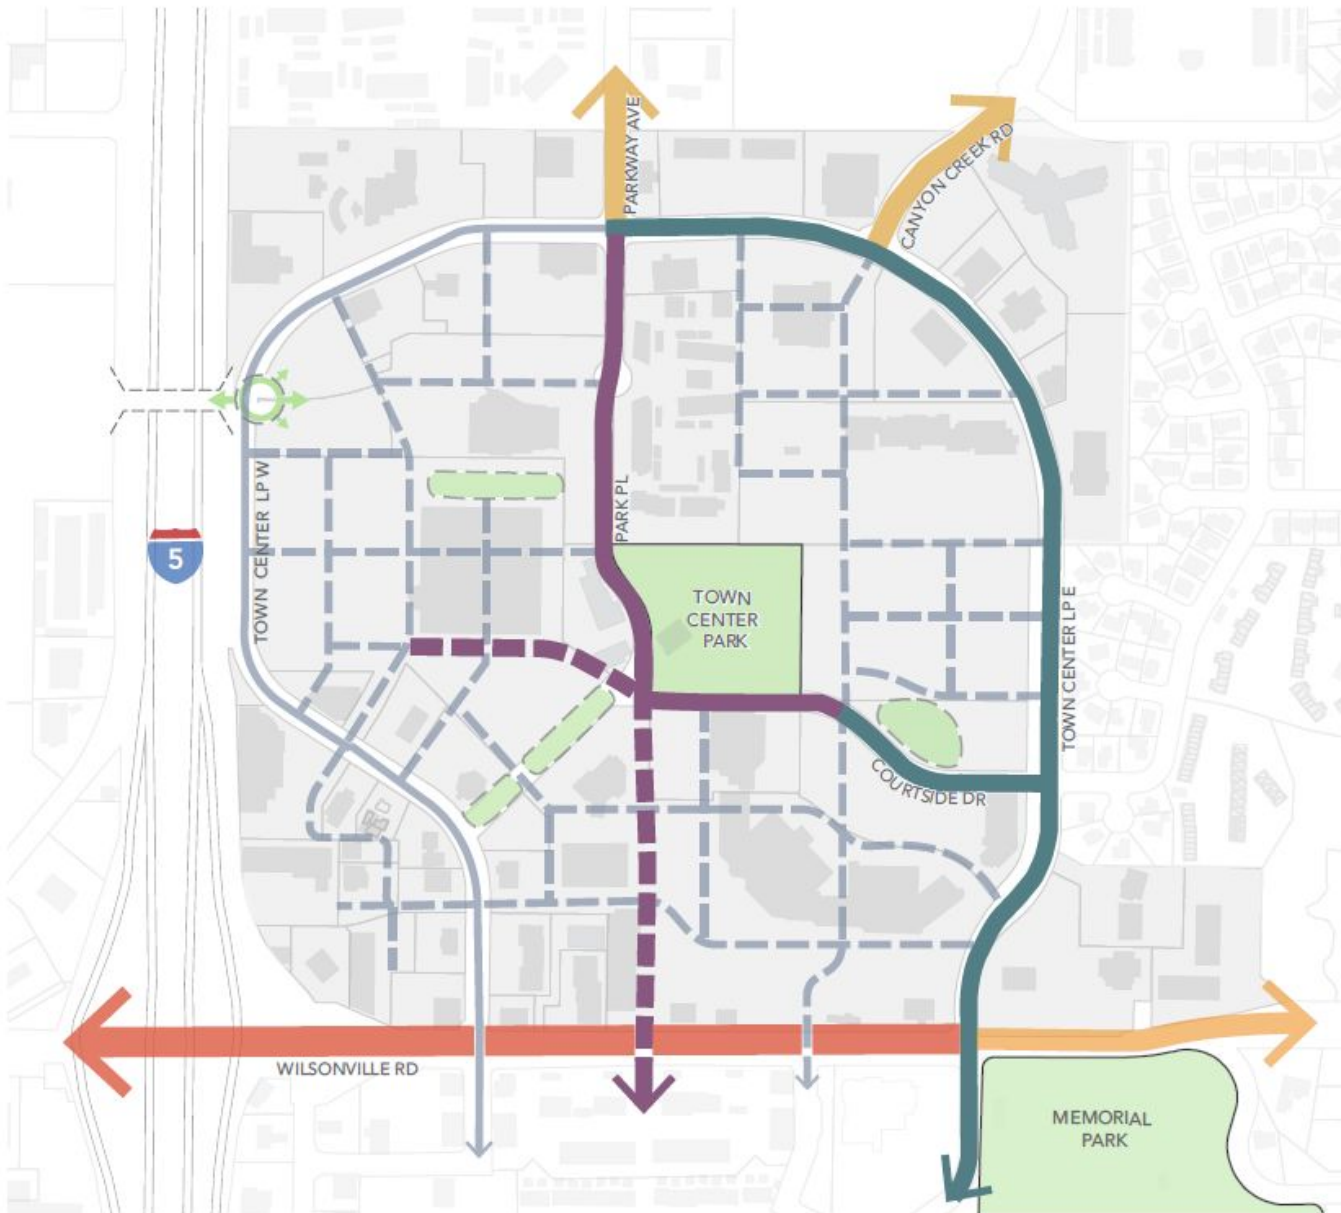 PARKWAY AVE
CANYON CREEK RD
TOWN CENTER LP W
PARK PL
5
TOWN
CENTER
PARK
TOWN CENTER LP E
COURTSIDE DR
WILSONVILLE RD
MEMORIAL
PARK